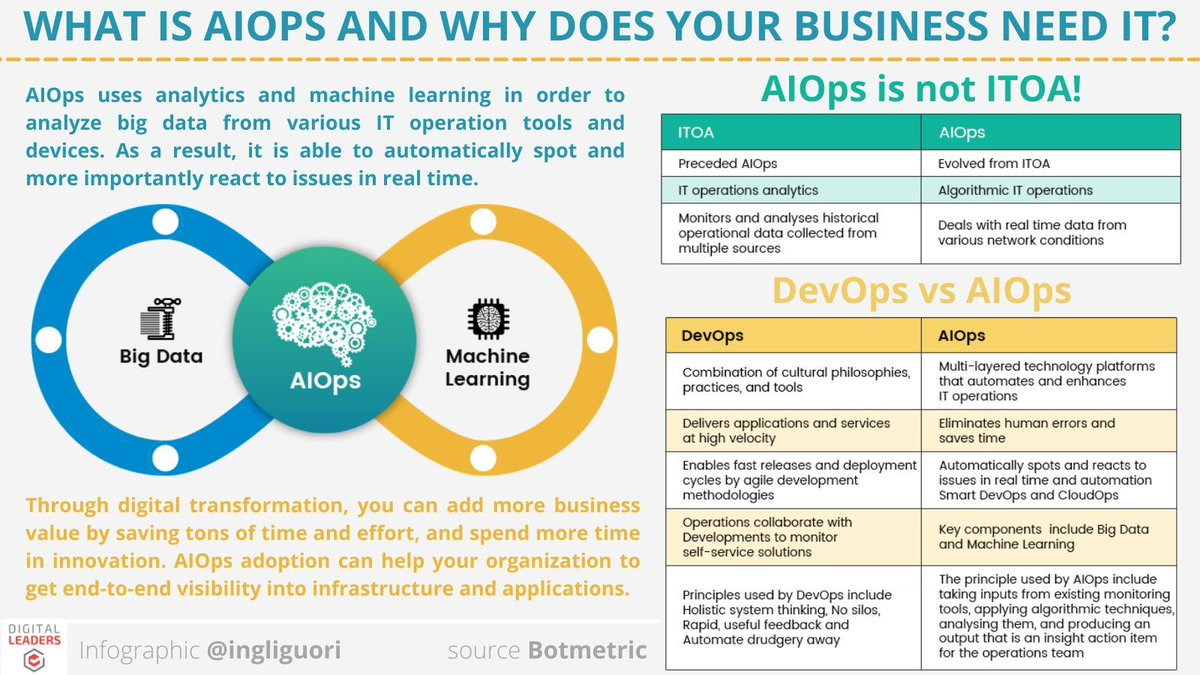 WHAT IS AIOPS AND WHY DOES YOUR BUSINESS NEED IT?
AIOps uses analytics and machine learning in order to
analyze big data from various IT operation tools and
devices. As a result, it is able to automatically spot and
more importantly react to issues in real time.
Big Data
AIOps
Machine
Learning
Through digital transformation, you can add more business
value by saving tons of time and effort, and spend more time
in innovation. AIOps adoption can help your organization to
get end-to-end visibility into infrastructure and applications.
AIOps is not ITOA!
ITOA
AIOps
Preceded AIOps
Evolved from ITOA
IT operations analytics
Algorithmic IT operations
Monitors and analyses historical
operational data collected from
multiple sources
Deals with real time data from
various network conditions
DevOps vs AIOps
DevOps
AIOps
Combination of cultural philosophies,
practices, and tools
Multi-layered technology platforms
that automates and enhances
IT operations
Delivers applications and services
at high velocity
Eliminates human errors and
saves time
Enables fast releases and deployment
cycles by agile development
methodologies
Automatically spots and reacts to
issues in real time and automation
Smart DevOps and CloudOps
Operations collaborate with
Developments to monitor
self-service solutions
Key components include Big Data
and Machine Learning
Principles used by DevOps include
Holistic system thinking, No silos,
Rapid, useful feedback and
Automate drudgery away
The principle used by AIOps include
taking inputs from existing monitoring
tools, applying algorithmic techniques,
analysing them, and producing an
output that is an insight action item
for the operations team
DIGITAL
LEADERS
Infographic @ingliguori
source Botmetric